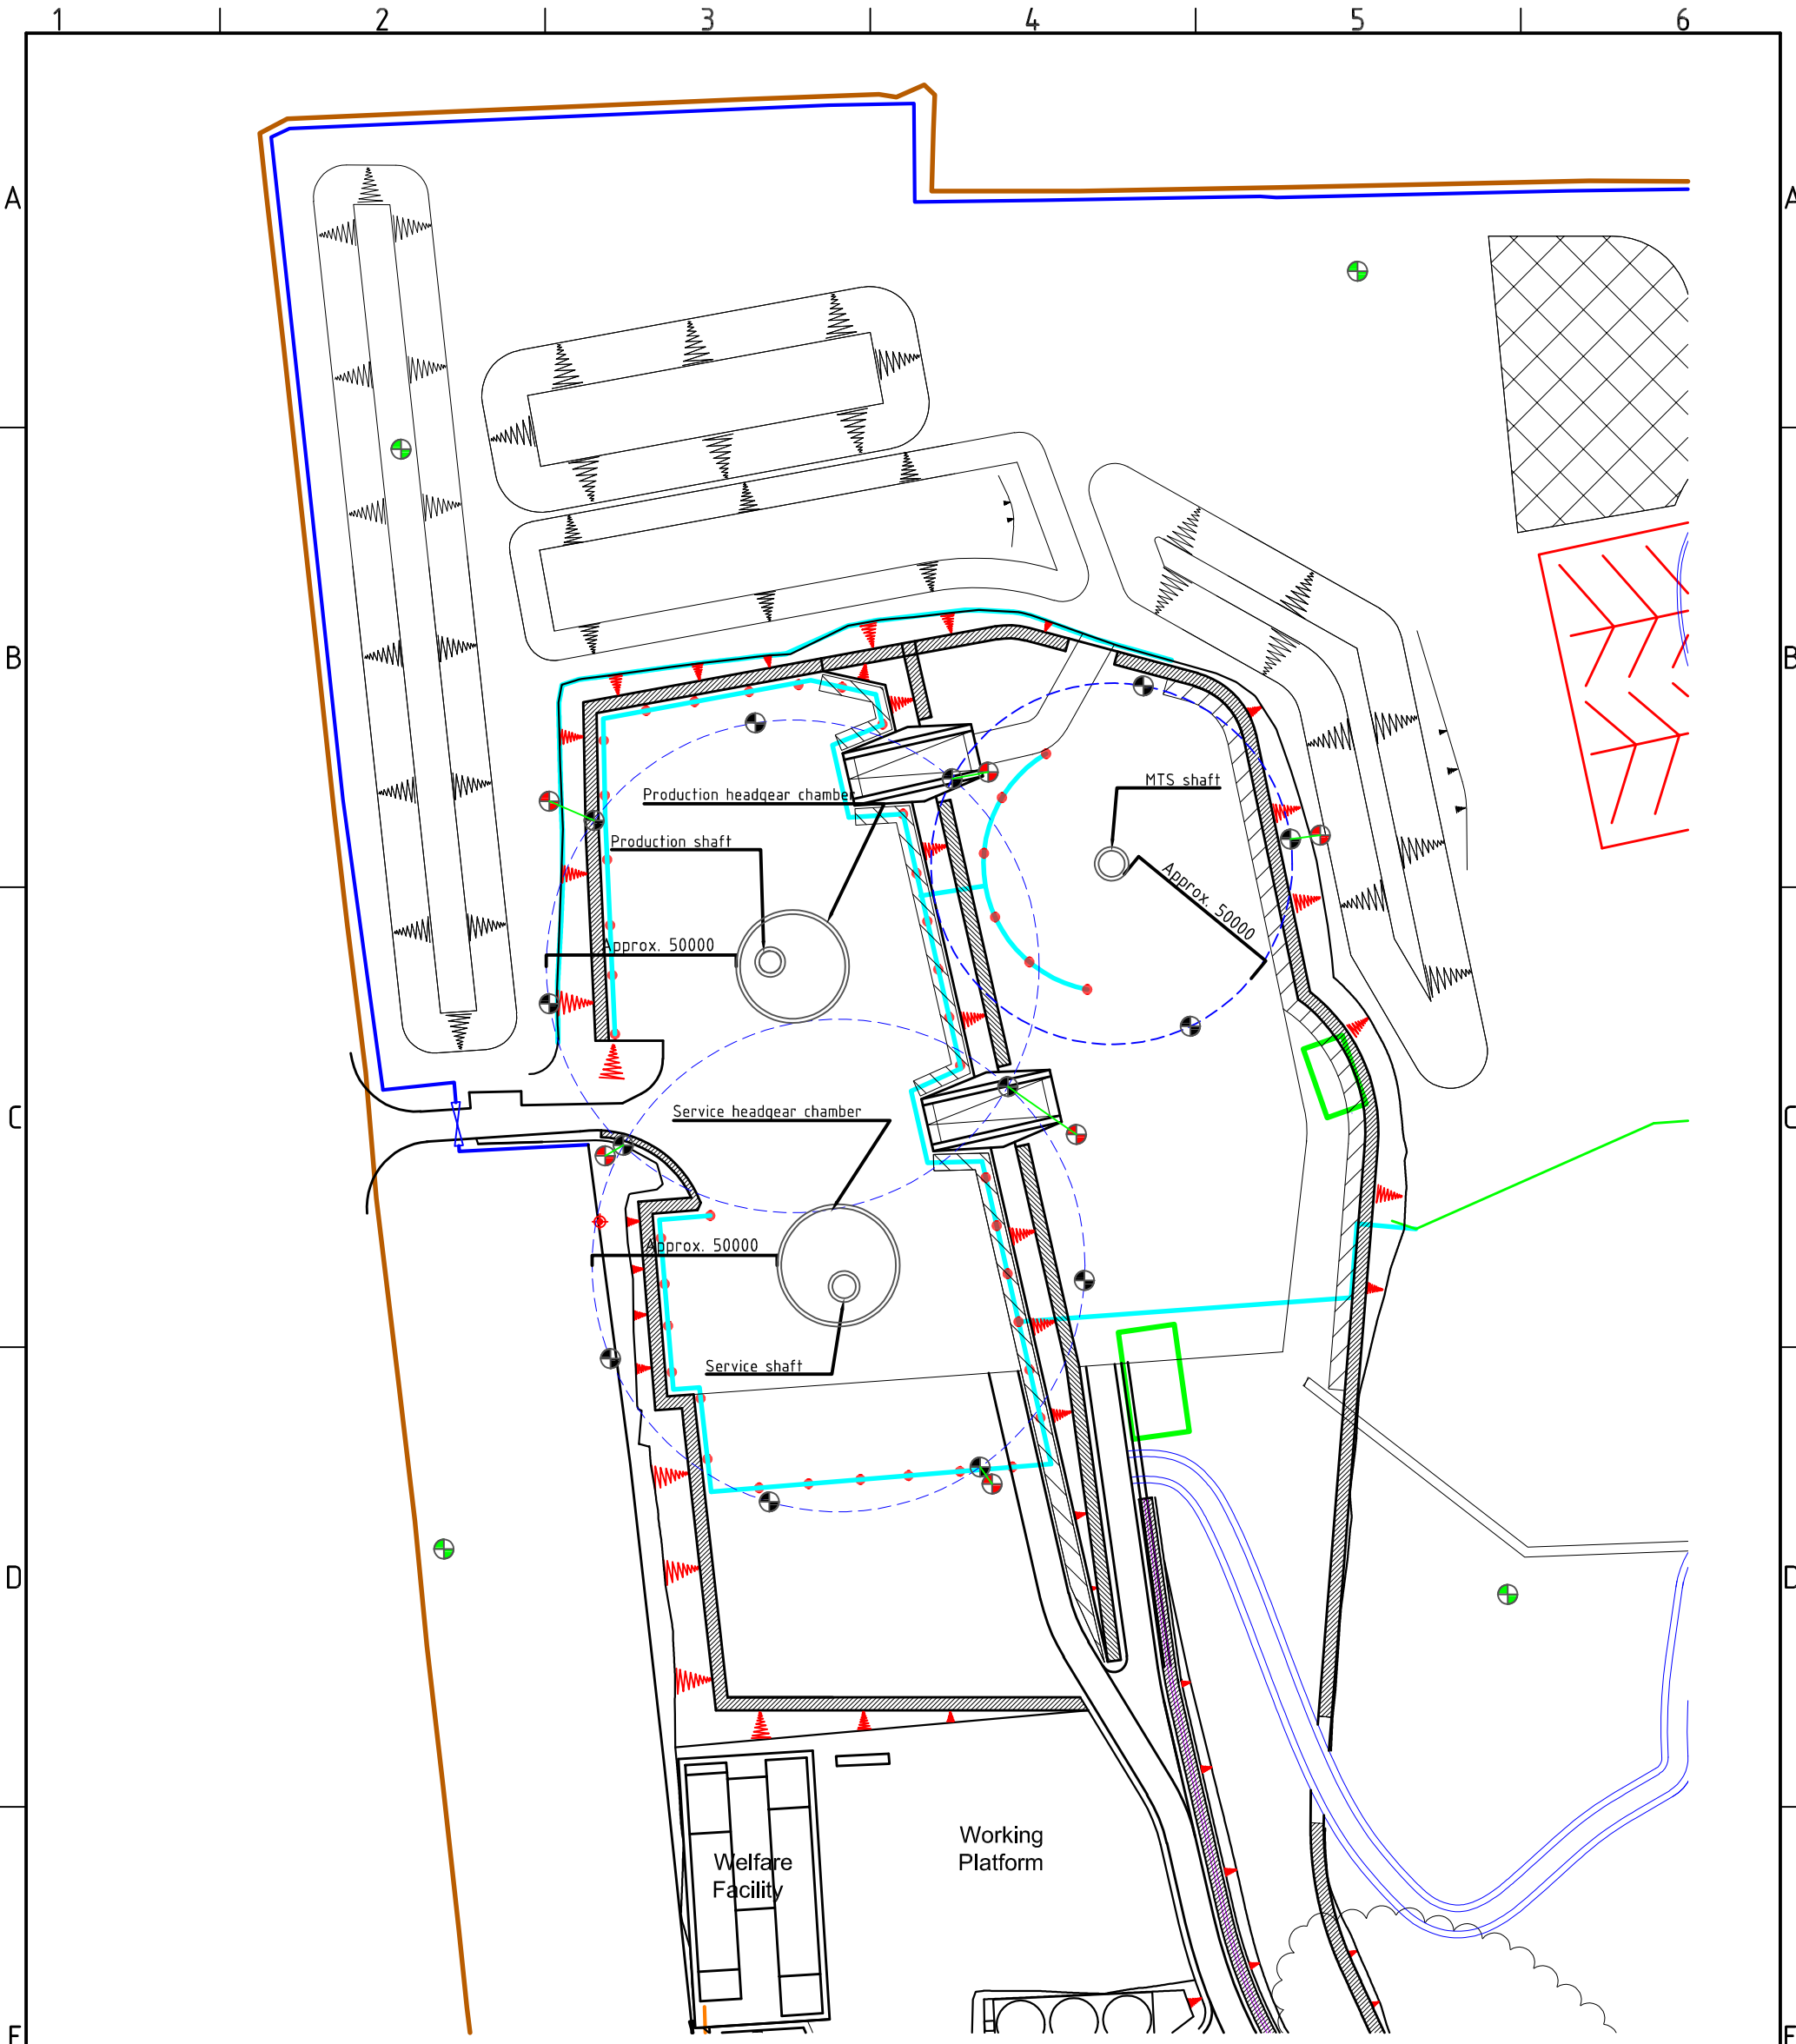 1 2 3 4 5 6
A A
B B
MTS shaft
Production headgear chamber
Production shaft
Approx. 50000
Approx. 50000
C C
Service headgear chamber
Approx. 50000
Service shaft
D D
Working
Platform
Welfare
Facility
E E